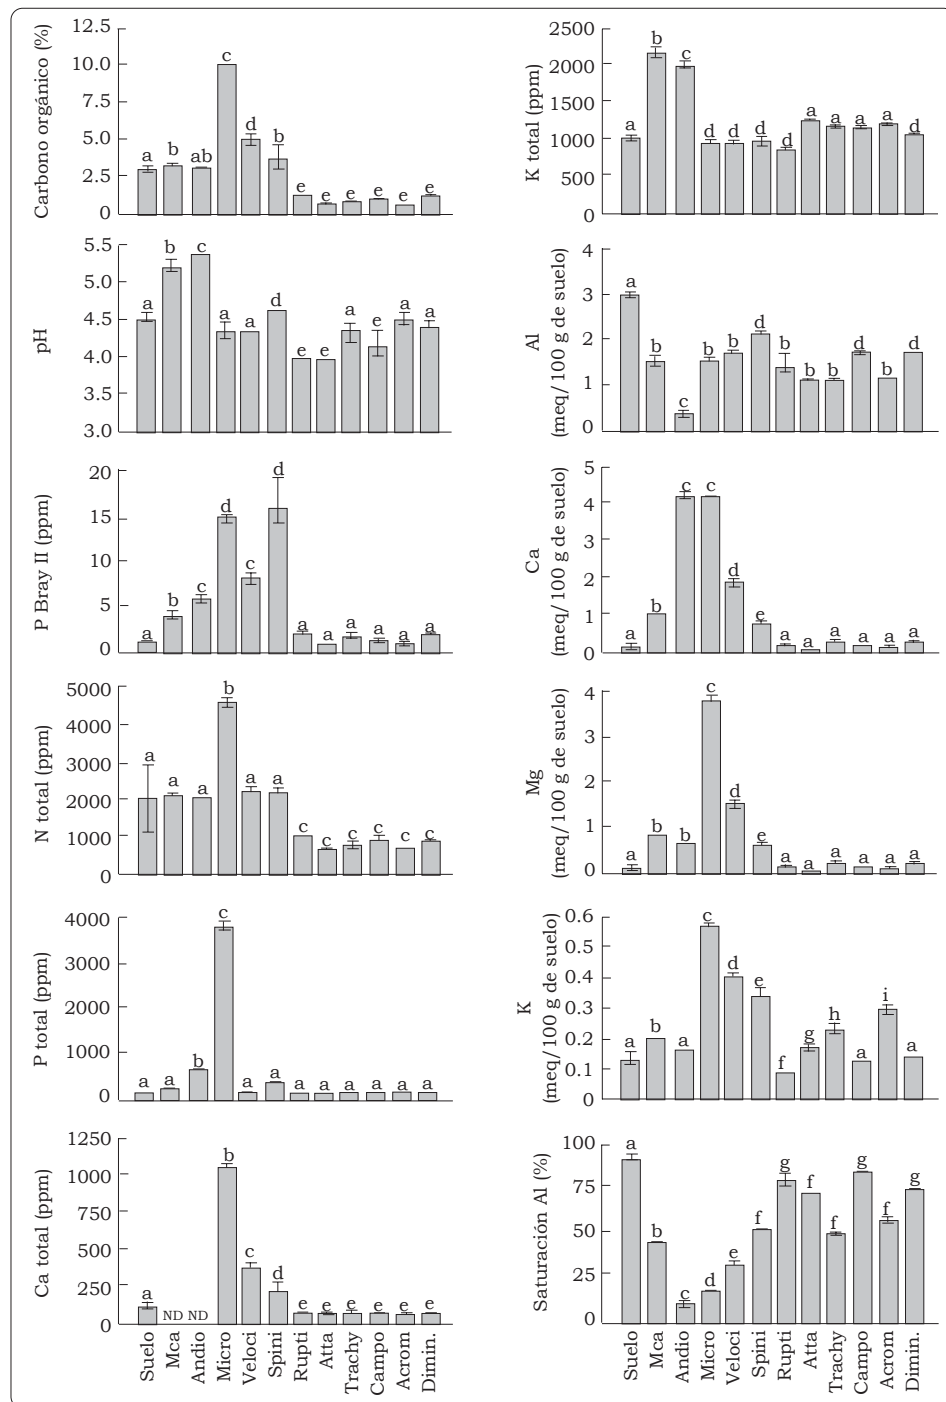 Carbono orgánico (%)
12.5
10.0
7.5
5.0
2.5
0
a b ab c d b e e e e e e
pH
5.5
5.0
4.5
4.0
3.5
3.0
a b c a a d a a a e a a
P Bray II (ppm)
20
15
10
5
0
a b c d c d a a a a a a
N total (ppm)
5000
4000
3000
2000
1000
0
a a a b a a c c c c c c
P total (ppm)
4000
3000
1000
0
a a b c a a a a a a a a
Ca total (ppm)
1250
1000
750
500
250
0
a ND ND b c d e e e e e e
Suelo
Mca
Andio
Micro
Veloci
Spini
Rupti
Atta
Trachy
Campo
Acrom
Dimin.
K total (ppm)
2500
2000
1500
1000
500
0
a b c d d d d a a a a d
Al
(meq/100 g de suelo)
4
3
2
1
0
a b c b b d b b b d b d
Ca
(meq/100 g de suelo)
5
4
3
2
1
0
a b c c d e a a a a a a
Mg
(meq/100 g de suelo)
4
3
2
1
0
a b b c d e a a a a a a
K
(meq/100 g de suelo)
0.6
0.5
0.4
0.3
0.2
0.1
0
a b a c d e f g h a i a
Saturación Al (%)
100
75
50
25
0
a b c d e f g f f g f g
Suelo
Mca
Andio
Micro
Veloci
Spini
Rupti
Atta
Trachy
Campo
Acrom
Dimin.